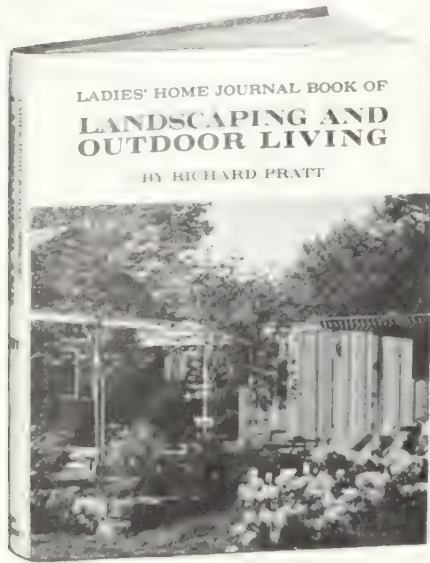 LADIES' HOME JOURNAL BOOK OF
LANDSCAPING AND
OUTDOOR LIVING
BY RICHARD PRATT